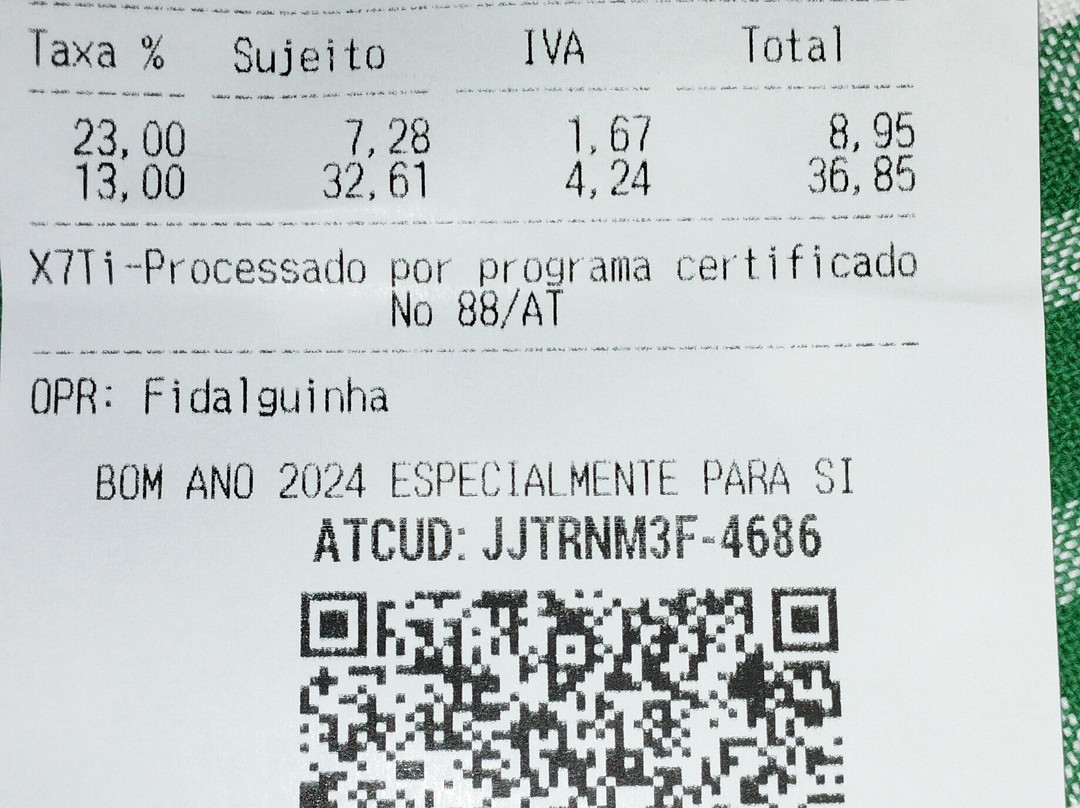 Taxa % Sujeito IVA Total
23,00 7,28 1,67 8,95
13,00 32,61 4,24 36,85
X7Ti-Processado por programa certificado
No 88/AT
OPR: Fidalguinha
BOM ANO 2024 ESPECIALMENTE PARA SI
ATCUD: JJTRNM3F-4686